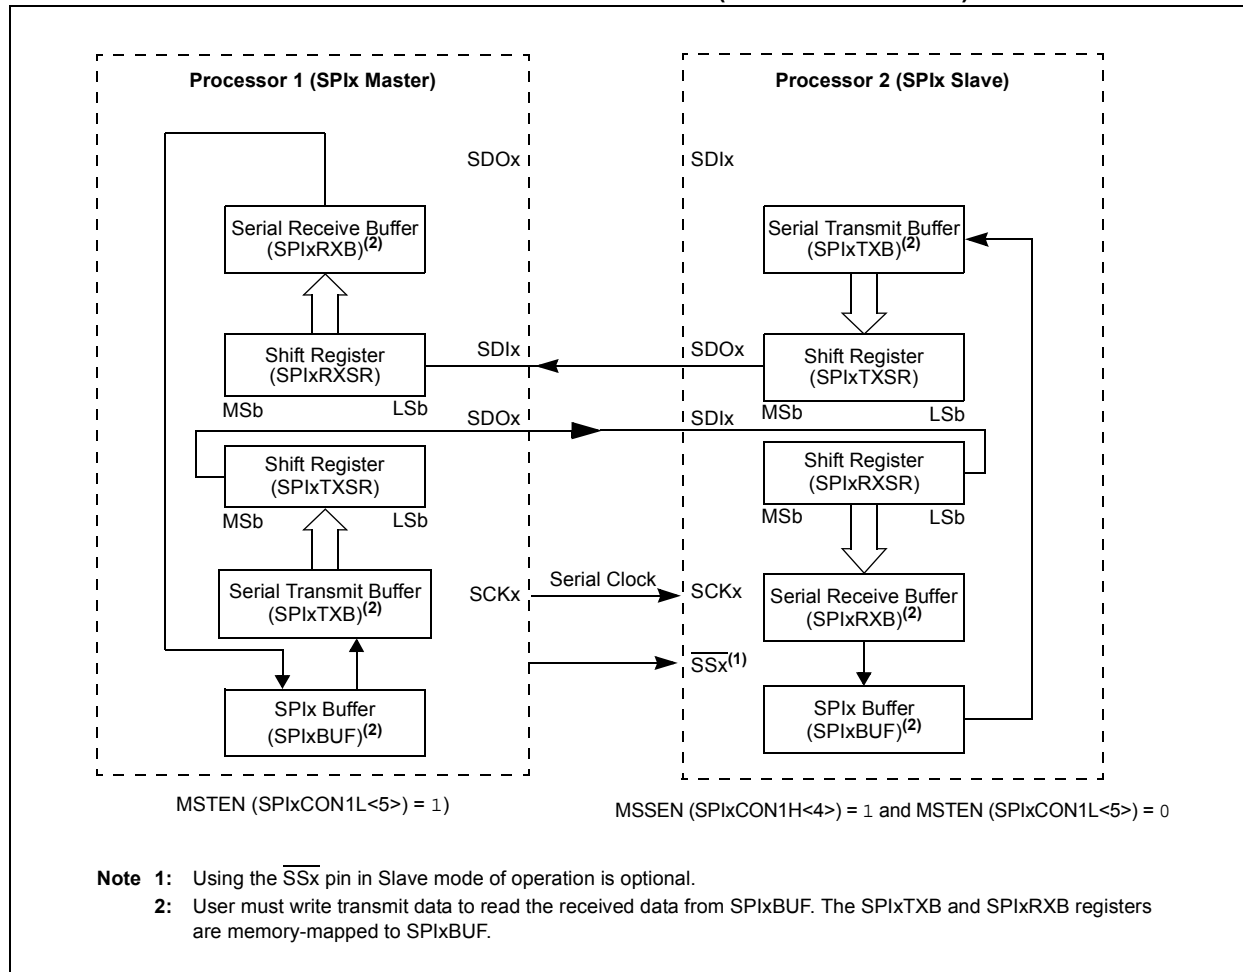 Processor 1 (SPIx Master)
Processor 2 (SPIx Slave)
SDOx
SDIx
Serial Receive Buffer
(SPIxRXB)(2)
Serial Transmit Buffer
(SPIxTXB)(2)
Shift Register
(SPIxRXSR)
SDIx
SDOx
Shift Register
(SPIxTXSR)
MSb
LSb
MSb
LSb
SDOx
SDIx
Shift Register
(SPIxTXSR)
Shift Register
(SPIxRXSR)
MSb
LSb
MSb
LSb
Serial Transmit Buffer
(SPIxTXB)(2)
SCKx
Serial Clock
SCKx
Serial Receive Buffer
(SPIxRXB)(2)
SSx(1)
SPIx Buffer
(SPIxBUF)(2)
SPIx Buffer
(SPIxBUF)(2)
MSTEN (SPIxCON1L<5>) = 1)
MSSEN (SPIxCON1H<4>) = 1 and MSTEN (SPIxCON1L<5>) = 0
Note 1: Using the SSx pin in Slave mode of operation is optional.
2: User must write transmit data to read the received data from SPIxBUF. The SPIxTXB and SPIxRXB registers
are memory-mapped to SPIxBUF.